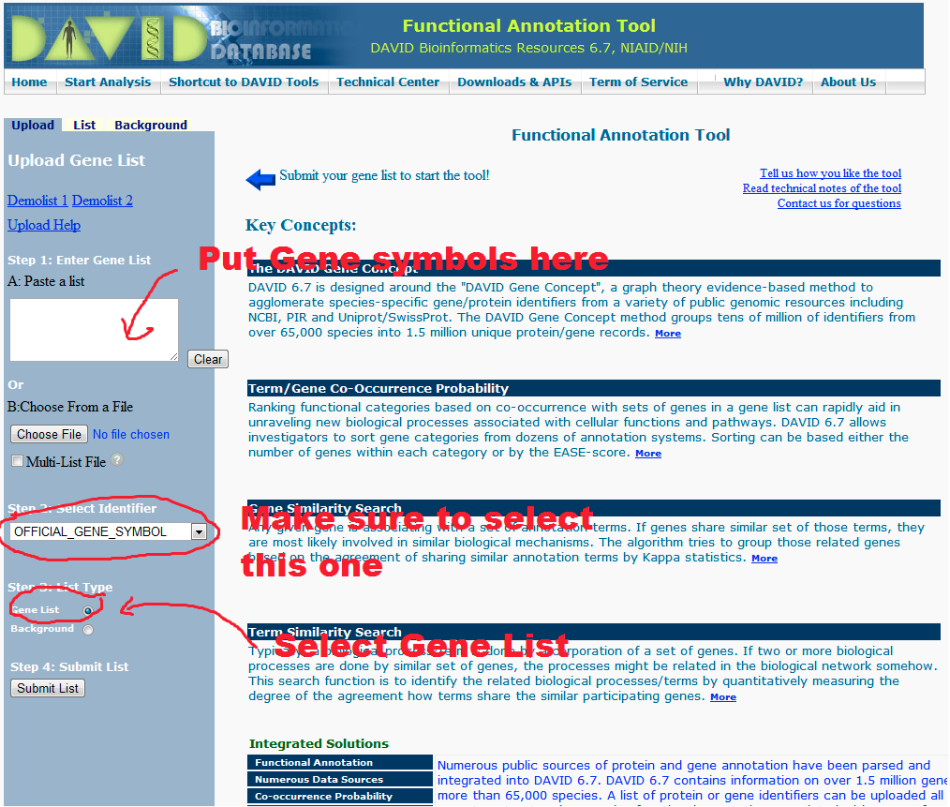 DAVID BIOINFORMATICS
DATABASE
Functional Annotation Tool
DAVID Bioinformatics Resources 6.7, NIAID/NIH
Home Start Analysis Shortcut to DAVID Tools Technical Center Downloads & APIs Term of Service Why DAVID? About Us
Upload List Background
Upload Gene List
Demolist 1 Demolist 2
Upload Help
Step 1: Enter Gene List
A: Paste a list
Clear
Or
B:Choose From a File
Choose File No file chosen
Multi-List File ?
Step 2: Select Identifier
OFFICIAL_GENE_SYMBOL
Step 3: List Type
Gene List
Background
Step 4: Submit List
Submit List
Functional Annotation Tool
Submit your gene list to start the tool!
Tell us how you like the tool
Read technical notes of the tool
Contact us for questions
Key Concepts:
Put Gene symbols here
The DAVID Gene Concept
DAVID 6.7 is designed around the "DAVID Gene Concept", a graph theory evidence-based method to
agglomerate species-specific gene/protein identifiers from a variety of public genomic resources including
NCBI, PIR and Uniprot/SwissProt. The DAVID Gene Concept method groups tens of million of identifiers from
over 65,000 species into 1.5 million unique protein/gene records. More
Term/Gene Co-Occurrence Probability
Ranking functional categories based on co-occurrence with sets of genes in a gene list can rapidly aid in
unraveling new biological processes associated with cellular functions and pathways. DAVID 6.7 allows
investigators to sort gene categories from dozens of annotation systems. Sorting can be based either the
number of genes within each category or by the EASE-score. More
Gene Similarity Search
Make sure to select
this one
Any given gene is associating with a set of annotation terms. If genes share similar set of those terms, they
are most likely involved in similar biological mechanisms. The algorithm tries to group those related genes
based on the agreement of sharing similar annotation terms by Kappa statistics. More
Term Similarity Search
Select Gene List
Typically, a biological process/term is done by a corporation of a set of genes. If two or more biological
processes are done by similar set of genes, the processes might be related in the biological network somehow.
This search function is to identify the related biological processes/terms by quantitatively measuring the
degree of the agreement how terms share the similar participating genes. More
Integrated Solutions
Functional Annotation
Numerous Data Sources
Co-occurrence Probability
Numerous public sources of protein and gene annotation have been parsed and
integrated into DAVID 6.7. DAVID 6.7 contains information on over 1.5 million gene
more than 65,000 species. A list of protein or gene identifiers can be uploaded all